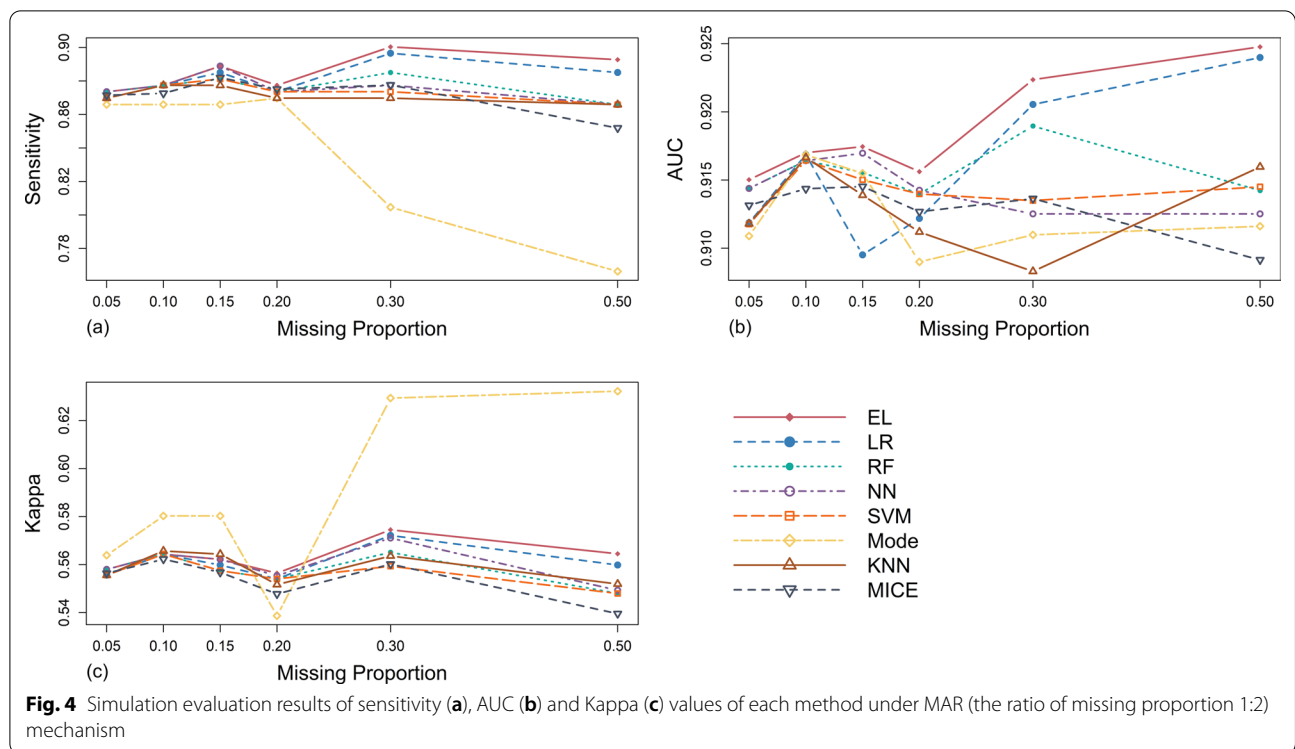 0.90
0.86
0.82
0.78
Sensitivity
0.05 0.10 0.15 0.20 0.30 0.50
(a) Missing Proportion
0.925
0.920
0.915
0.910
AUC
0.05 0.10 0.15 0.20 0.30 0.50
(b) Missing Proportion
0.62
0.60
0.58
0.56
0.54
Kappa
0.05 0.10 0.15 0.20 0.30 0.50
(c) Missing Proportion
EL
LR
RF
NN
SVM
Mode
KNN
MICE
Fig. 4 Simulation evaluation results of sensitivity (a), AUC (b) and Kappa (c) values of each method under MAR (the ratio of missing proportion 1:2)
mechanism